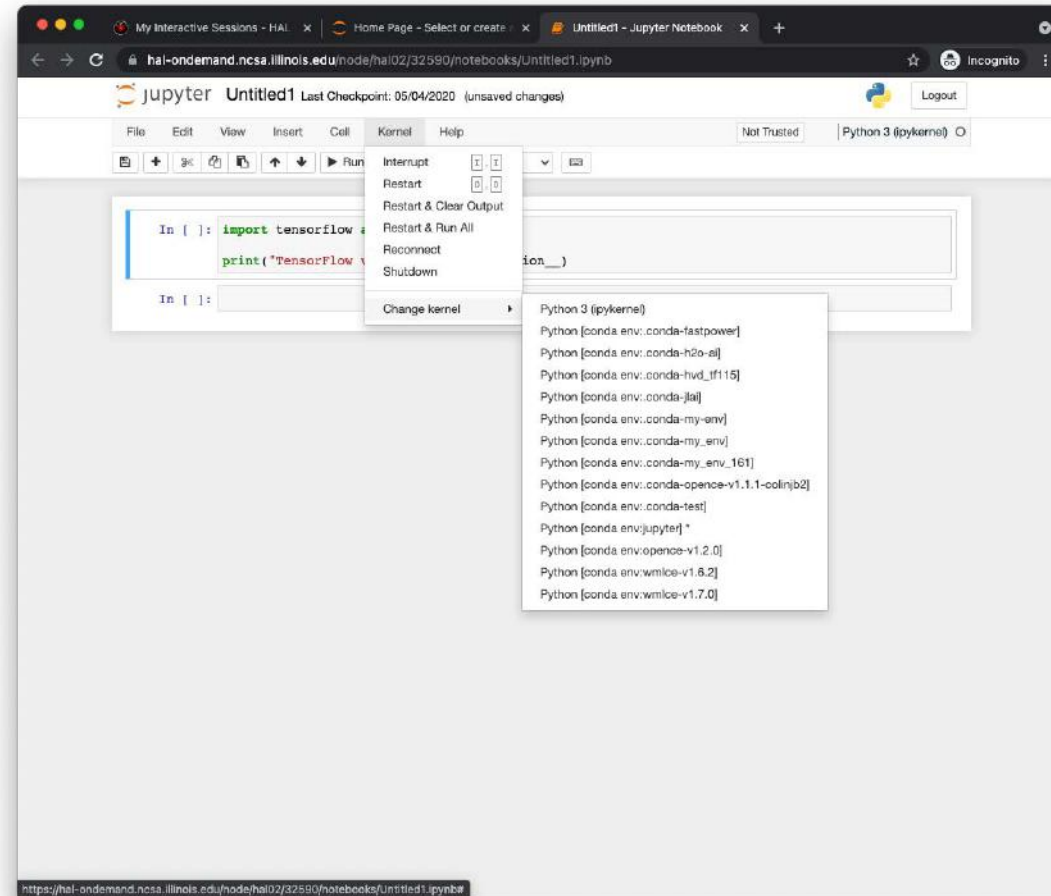 My Interactive Sessions - HAL
Home Page - Select or create
Untitled1 - Jupyter Notebook
hal-ondemand.ncsa.illinois.edu/node/hal02/32590/notebooks/Untitled1.ipynb
Incognito
jupyter Untitled1 Last Checkpoint: 05/04/2020 (unsaved changes)
Logout
File Edit View Insert Cell Kernel Help
Not Trusted
Python 3 (ipykernel)
Run
Interrupt I,I
Restart 0,0
Restart & Clear Output
Restart & Run All
Reconnect
Shutdown
Change kernel
In [ ]: import tensorflow a
print("TensorFlow v ion__)
In [ ]:
Python 3 (ipykernel)
Python [conda env:.conda-fastpower]
Python [conda env:.conda-h2o-ai]
Python [conda env:.conda-hvd_tf115]
Python [conda env:.conda-jlai]
Python [conda env:.conda-my-env]
Python [conda env:.conda-my_env]
Python [conda env:.conda-my_env_161]
Python [conda env:.conda-opence-v1.1.1-colinjb2]
Python [conda env:.conda-test]
Python [conda env:jupyter] *
Python [conda env:opence-v1.2.0]
Python [conda env:wmlce-v1.6.2]
Python [conda env:wmlce-v1.7.0]
https://hal-ondemand.ncsa.illinois.edu/node/hal02/32590/notebooks/Untitled1.ipynb#